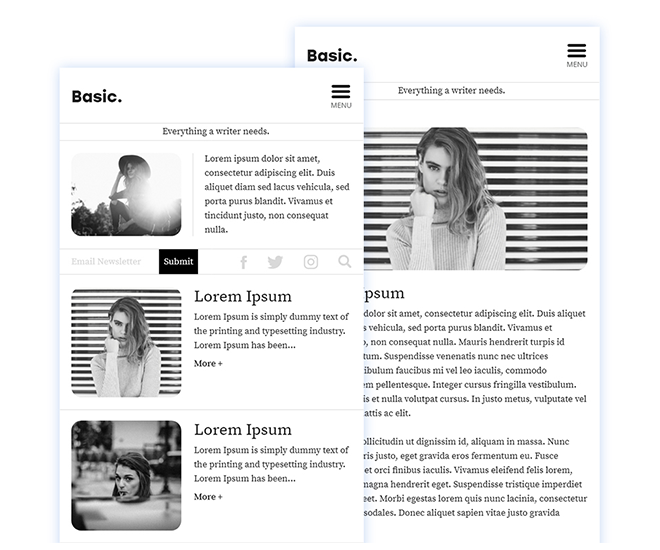 Basic.
MENU
Everything a writer needs.
Lorem ipsum dolor sit amet,
consectetur adipiscing elit. Duis
aliquet diam sed lacus vehicula, sed
porta purus blandit. Vivamus et
tincidunt justo, non consequat
nulla.
Email Newsletter
Submit
Lorem Ipsum
Lorem Ipsum is simply dummy text of
the printing and typesetting industry.
Lorem Ipsum has been...
More +
Lorem Ipsum
Lorem Ipsum is simply dummy text of
the printing and typesetting industry.
Lorem Ipsum has been...
More +
Basic.
MENU
Everything a writer needs.
psum
dolor sit amet, consectetur adipiscing elit. Duis aliquet
s vehicula, sed porta purus blandit. Vivamus et
, non consequat nulla. Mauris hendrerit turpis id
tum. Suspendisse venenatis nunc nec ultrices
ibulum faucibus mi vel leo iaculis, commodo
em pellentesque. Integer cursus fringilla vestibulum.
is et nulla volutpat cursus. In justo metus, vulputate vel
attis ac elit.
ollicitudin ut dignissim id, aliquam in massa. Nunc
ris justo, eget gravida eros fermentum eu. Fusce
et orci finibus iaculis. Vivamus eleifend felis lorem,
magna hendrerit eget. Suspendisse tristique imperdiet
eet. Morbi egestas lorem quis nunc lacinia, consectetur
sodales. Donec aliquet sapien vitae justo gravida